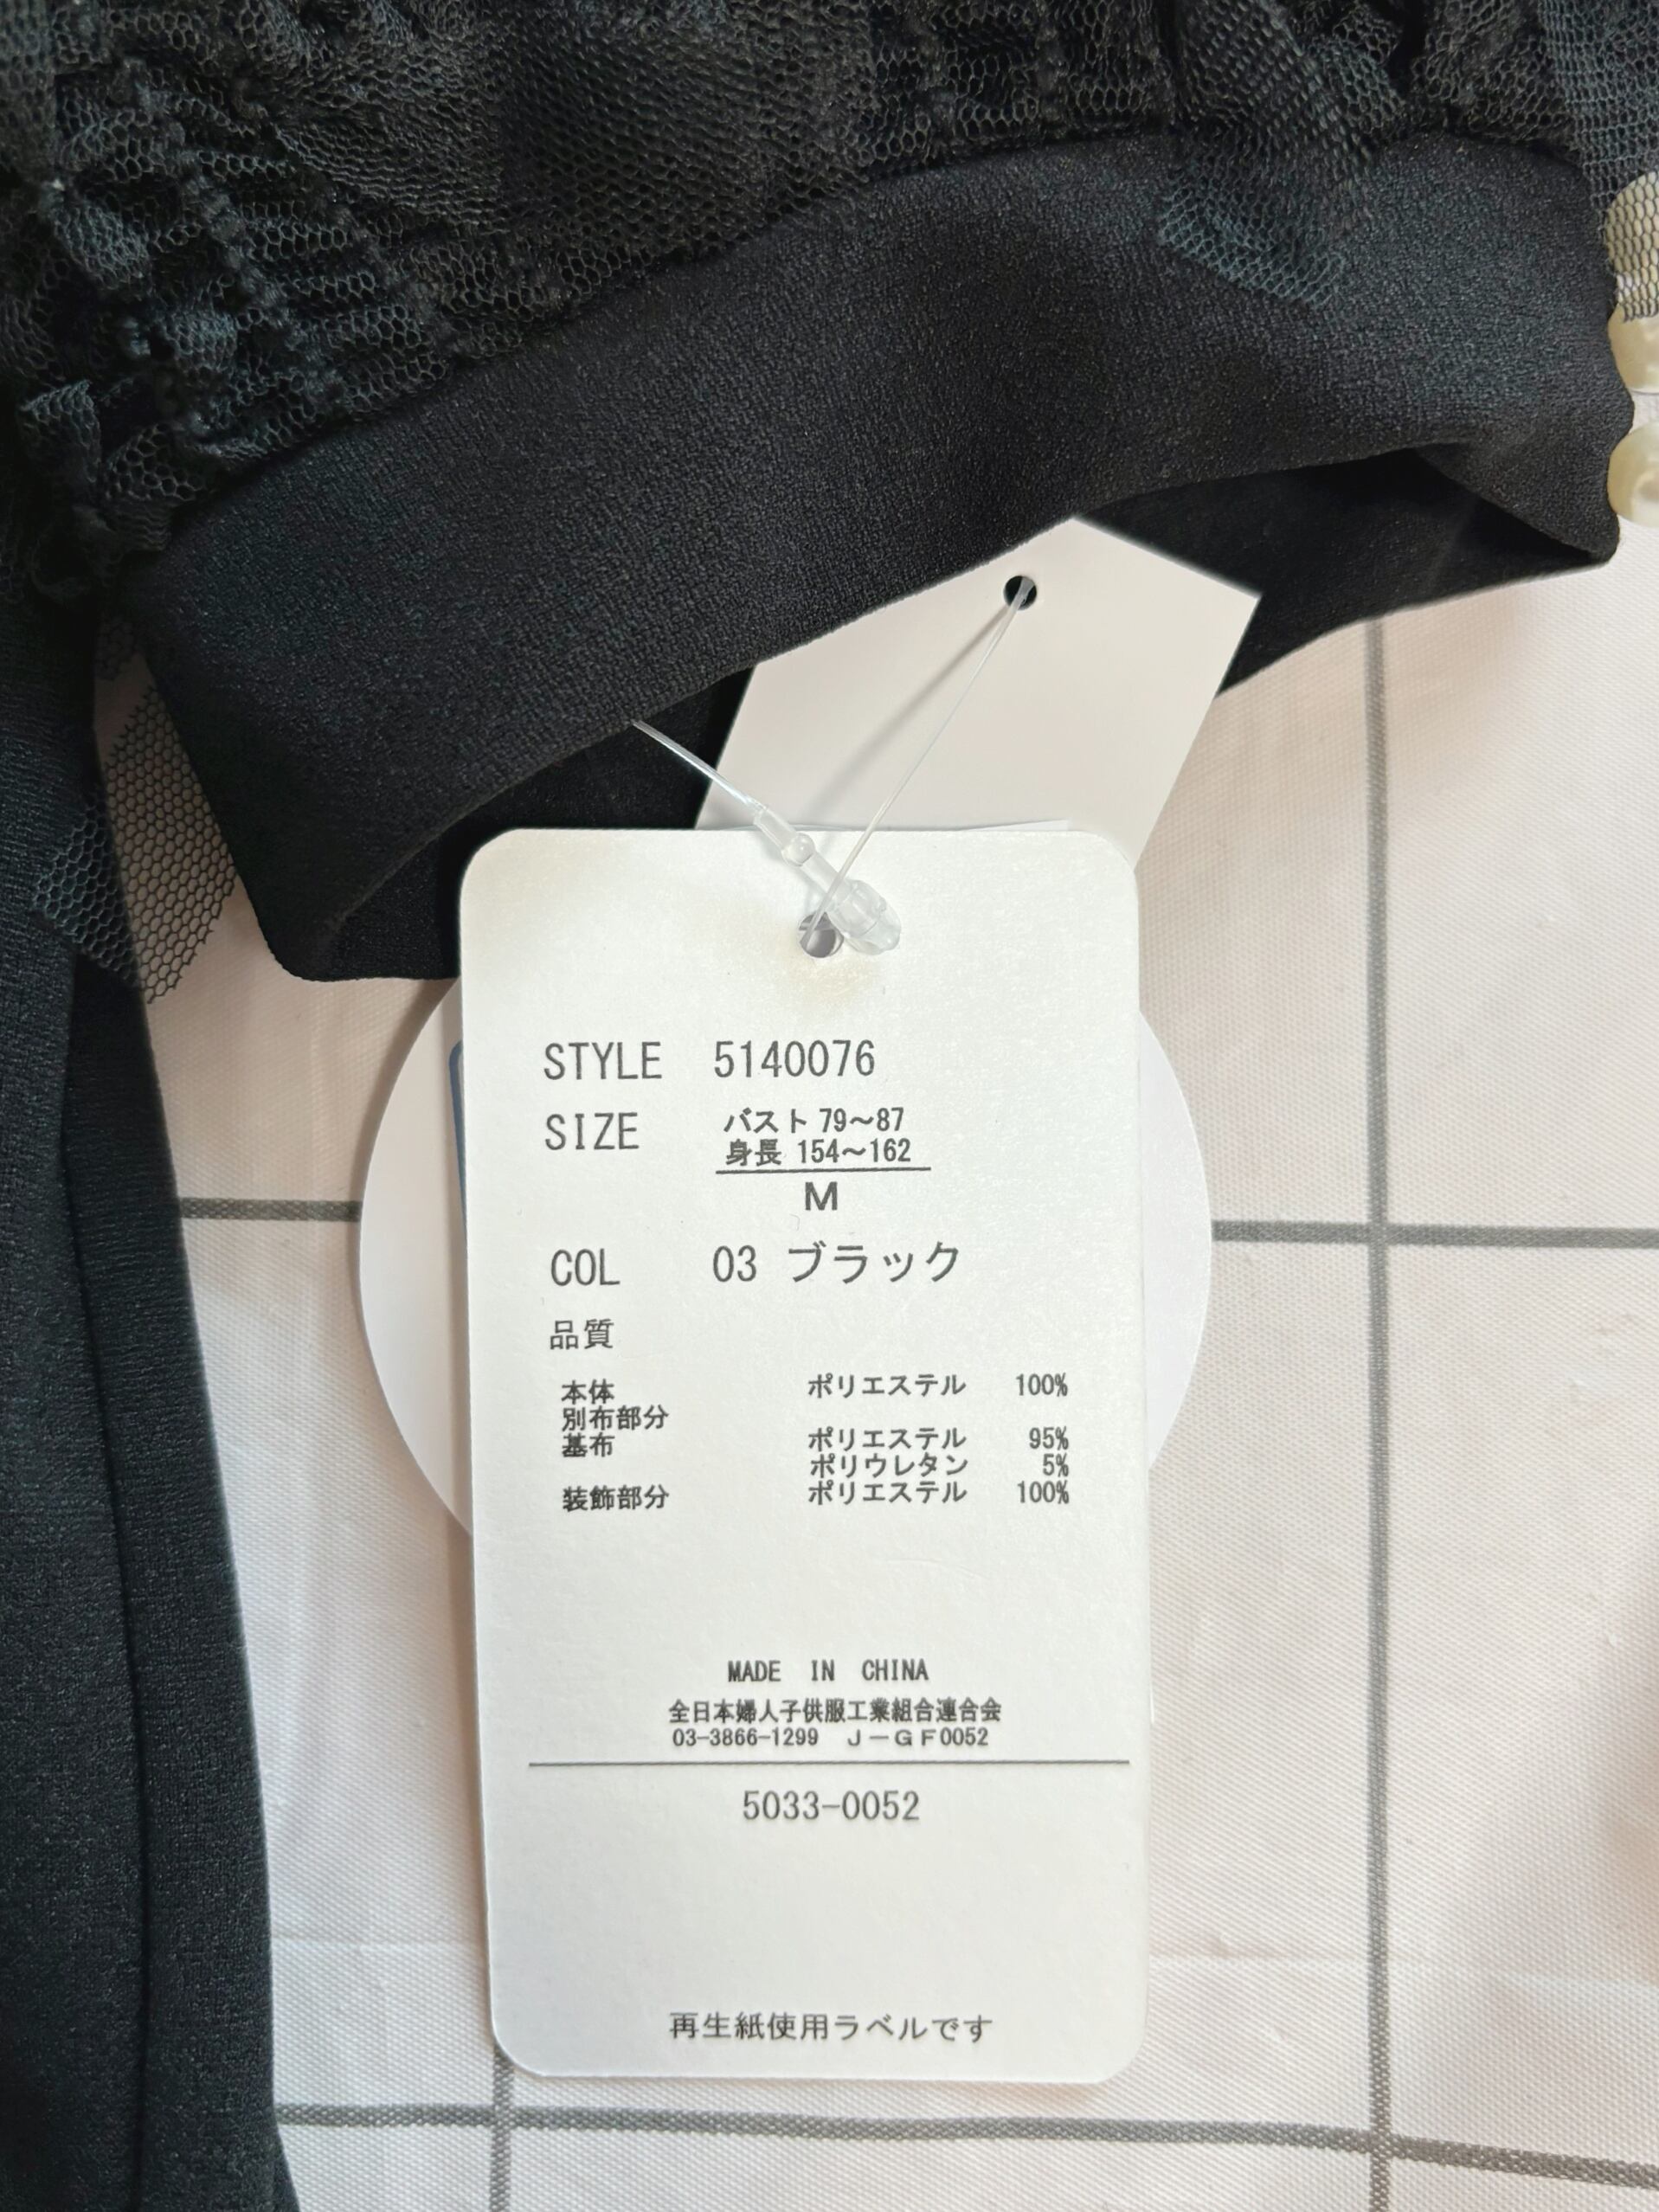 STYLE 5140076
SIZE バスト 79～87
身長 154～162
M
COL 03 ブラック
品質
本体 ポリエステル 100%
別布部分
基布 ポリエステル 95%
ポリウレタン 5%
装飾部分 ポリエステル 100%
MADE IN CHINA
全日本婦人子供服工業組合連合会
03-3866-1299 J－GF0052
5033-0052
再生紙使用ラベルです